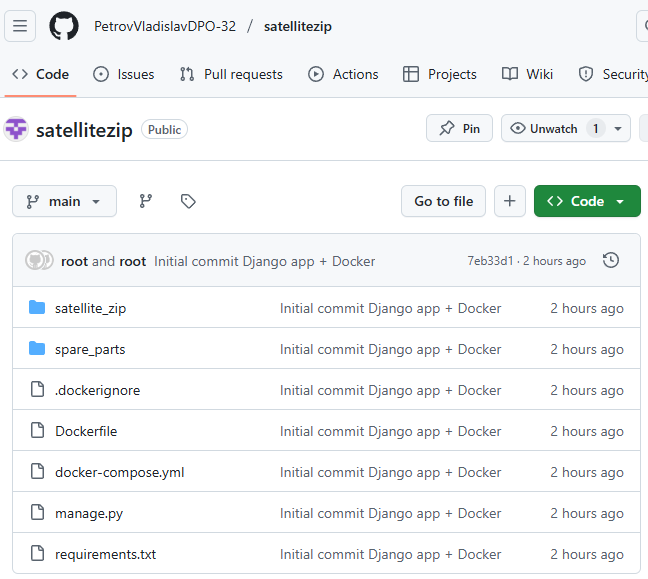 PetrovVladislavDPO-32 / satellitezip
Code Issues Pull requests Actions Projects Wiki Security
satellitezip Public Pin Unwatch 1
main Go to file Code
root and root Initial commit Django app + Docker 7eb33d1 · 2 hours ago
satellite_zip Initial commit Django app + Docker 2 hours ago
spare_parts Initial commit Django app + Docker 2 hours ago
.dockerignore Initial commit Django app + Docker 2 hours ago
Dockerfile Initial commit Django app + Docker 2 hours ago
docker-compose.yml Initial commit Django app + Docker 2 hours ago
manage.py Initial commit Django app + Docker 2 hours ago
requirements.txt Initial commit Django app + Docker 2 hours ago